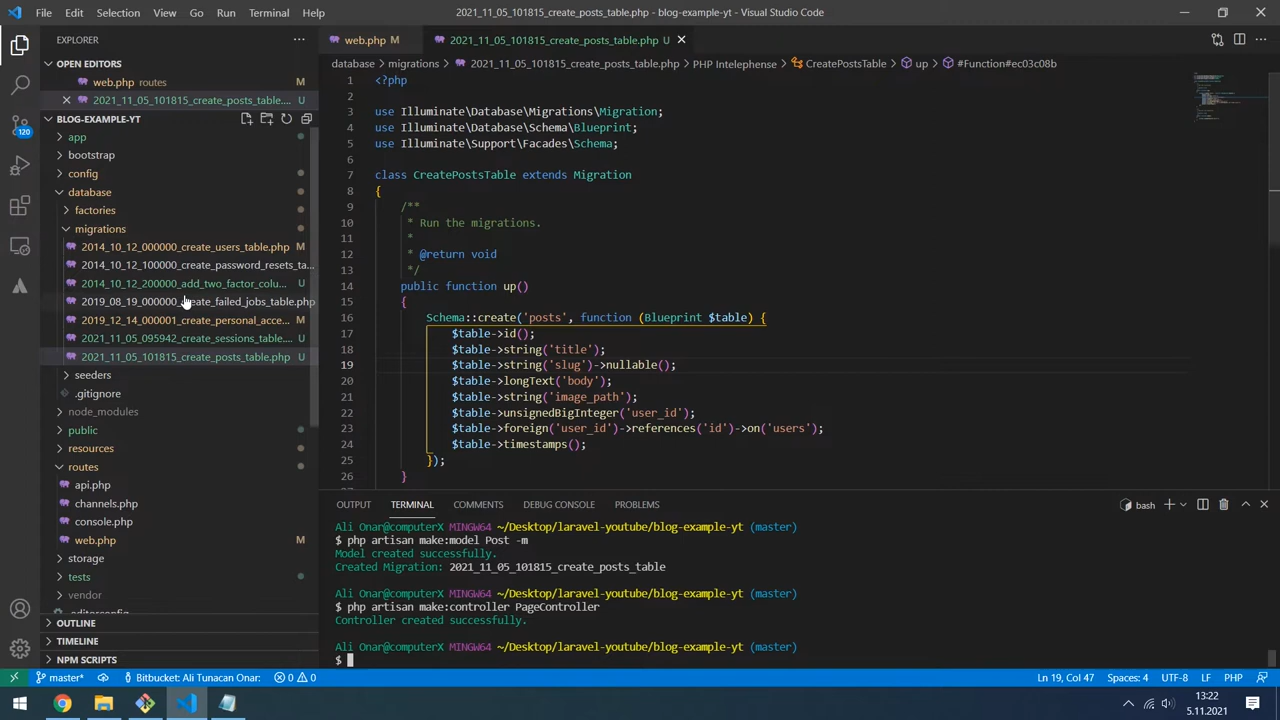 File Edit Selection View Go Run Terminal Help
2021_11_05_101815_create_posts_table.php - blog-example-yt - Visual Studio Code
EXPLORER
OPEN EDITORS
web.php routes M
2021_11_05_101815_create_posts_table.... U
BLOG-EXAMPLE-YT
app
bootstrap
config
database
factories
migrations
2014_10_12_000000_create_users_table.php M
2014_10_12_100000_create_password_resets_ta...
2014_10_12_200000_add_two_factor_colu... U
2019_08_19_000000_create_failed_jobs_table.php
2019_12_14_000001_create_personal_acce... M
2021_11_05_095942_create_sessions_table.... U
2021_11_05_101815_create_posts_table.php U
seeders
.gitignore
node_modules
public
resources
routes
api.php
channels.php
console.php
web.php M
storage
tests
vendor
.editorconfig
OUTLINE
TIMELINE
NPM SCRIPTS
120
web.php M
2021_11_05_101815_create_posts_table.php U
database > migrations > 2021_11_05_101815_create_posts_table.php > PHP Intelephense > CreatePostsTable > up > #Function#ec03c08b
1 <?php
2
3 use Illuminate\Database\Migrations\Migration;
4 use Illuminate\Database\Schema\Blueprint;
5 use Illuminate\Support\Facades\Schema;
6
7 class CreatePostsTable extends Migration
8 {
9 /**
10 * Run the migrations.
11 *
12 * @return void
13 */
14 public function up()
15 {
16 Schema::create('posts', function (Blueprint $table) {
17 $table->id();
18 $table->string('title');
19 $table->string('slug')->nullable();
20 $table->longText('body');
21 $table->string('image_path');
22 $table->unsignedBigInteger('user_id');
23 $table->foreign('user_id')->references('id')->on('users');
24 $table->timestamps();
25 });
26 }
OUTPUT TERMINAL COMMENTS DEBUG CONSOLE PROBLEMS
bash
Ali Onar@computerX MINGW64 ~/Desktop/laravel-youtube/blog-example-yt (master)
$ php artisan make:model Post -m
Model created successfully.
Created Migration: 2021_11_05_101815_create_posts_table
Ali Onar@computerX MINGW64 ~/Desktop/laravel-youtube/blog-example-yt (master)
$ php artisan make:controller PageController
Controller created successfully.
Ali Onar@computerX MINGW64 ~/Desktop/laravel-youtube/blog-example-yt (master)
$
master* Bitbucket: Ali Tunacan Onar: 0 0
Ln 19, Col 47 Spaces: 4 UTF-8 LF PHP
13:22
5.11.2021